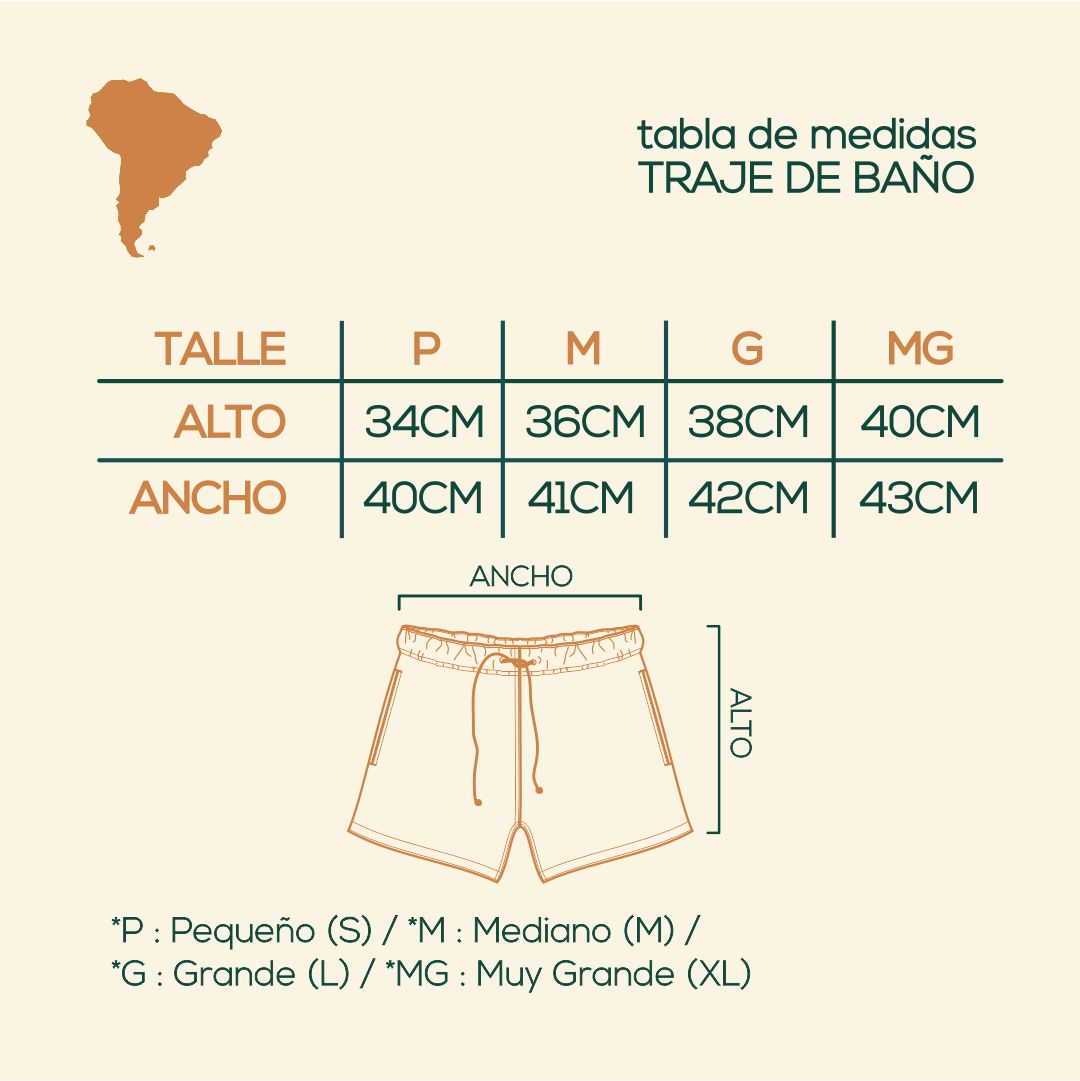 tabla de medidas
TRAJE DE BAÑO
TALLE P M G MG
ALTO 34CM 36CM 38CM 40CM
ANCHO 40CM 41CM 42CM 43CM
ANCHO
ALTO
*P : Pequeño (S) / *M : Mediano (M) /
*G : Grande (L) / *MG : Muy Grande (XL)